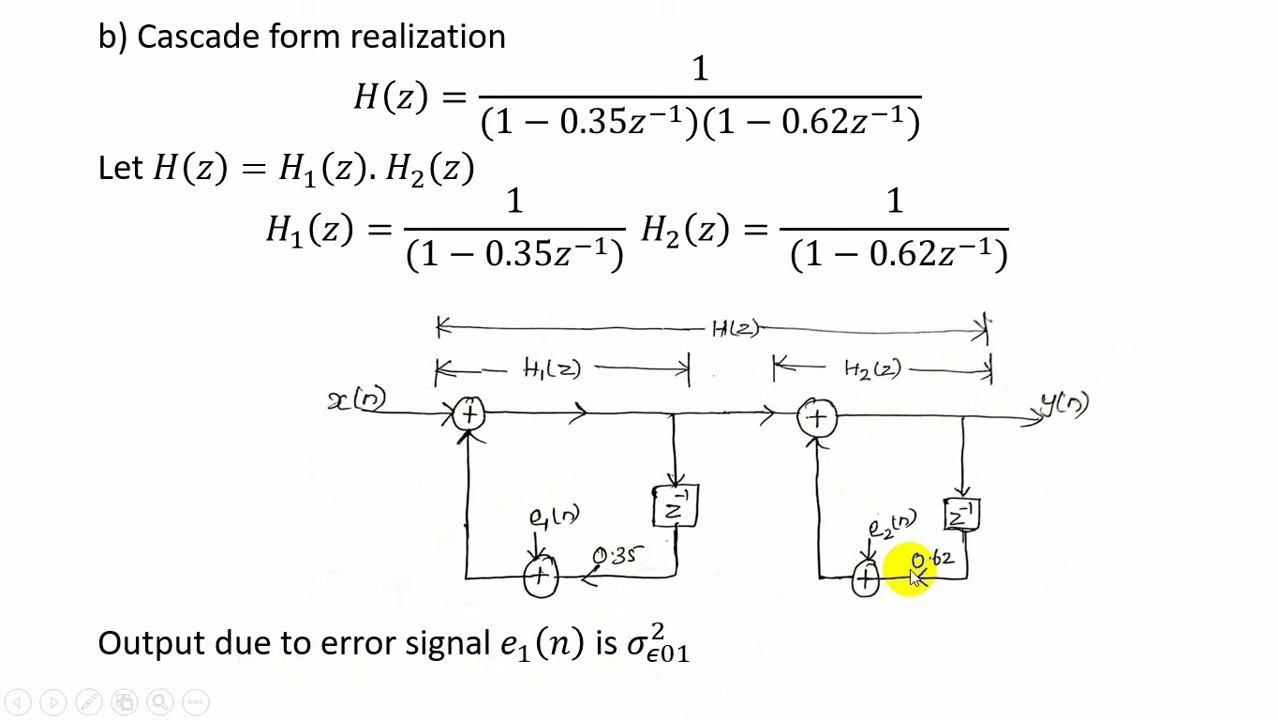 b) Cascade form realization
H(z) = 1 / (1 − 0.35z⁻¹)(1 − 0.62z⁻¹)
Let H(z) = H₁(z). H₂(z)
H₁(z) = 1 / (1 − 0.35z⁻¹) H₂(z) = 1 / (1 − 0.62z⁻¹)
H(z)
H₁(z) H₂(z)
x(n) + + y(n)
z⁻¹ z⁻¹
e₁(n) e₂(n)
0.35 0.62
+ +
Output due to error signal e₁(n) is σ²ϵ01